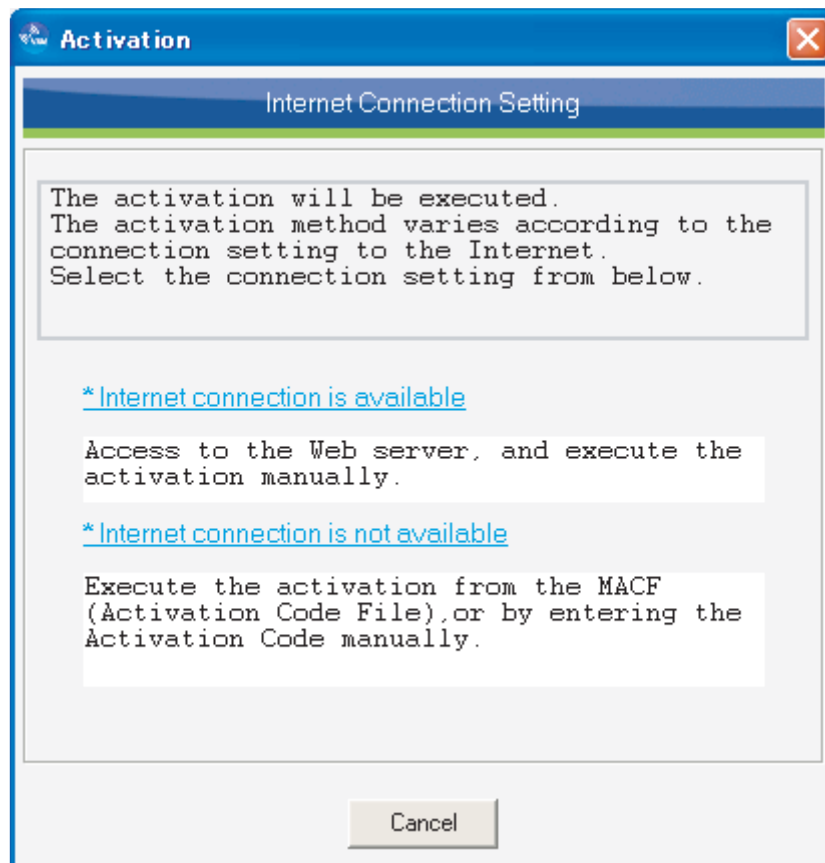 Activation
Internet Connection Setting
The activation will be executed.
The activation method varies according to the
connection setting to the Internet.
Select the connection setting from below.
* Internet connection is available
Access to the Web server, and execute the
activation manually.
* Internet connection is not available
Execute the activation from the MACF
(Activation Code File),or by entering the
Activation Code manually.
Cancel